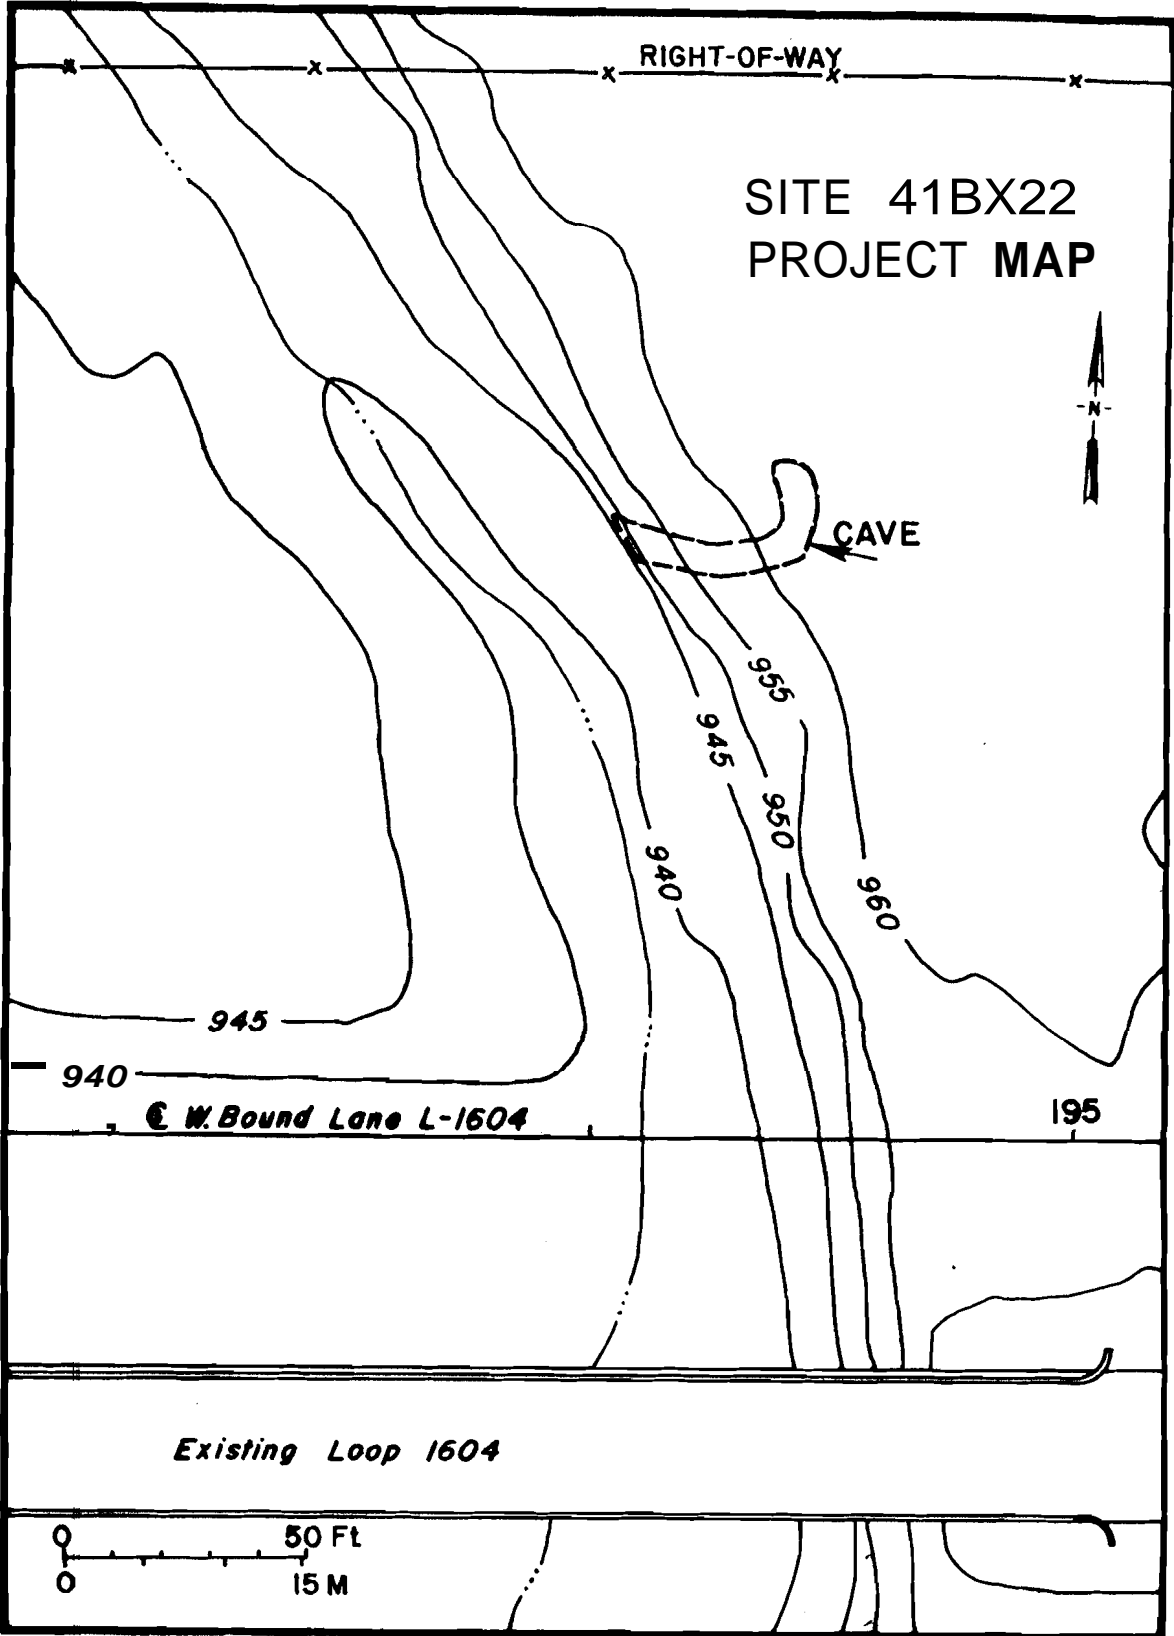 RIGHT-OF-WAY
SITE 41BX22
PROJECT MAP
-N-
CAVE
955
945
950
940
960
945
940
℄ W. Bound Lane L-1604
195
Existing Loop 1604
0 50 Ft
0 15 M